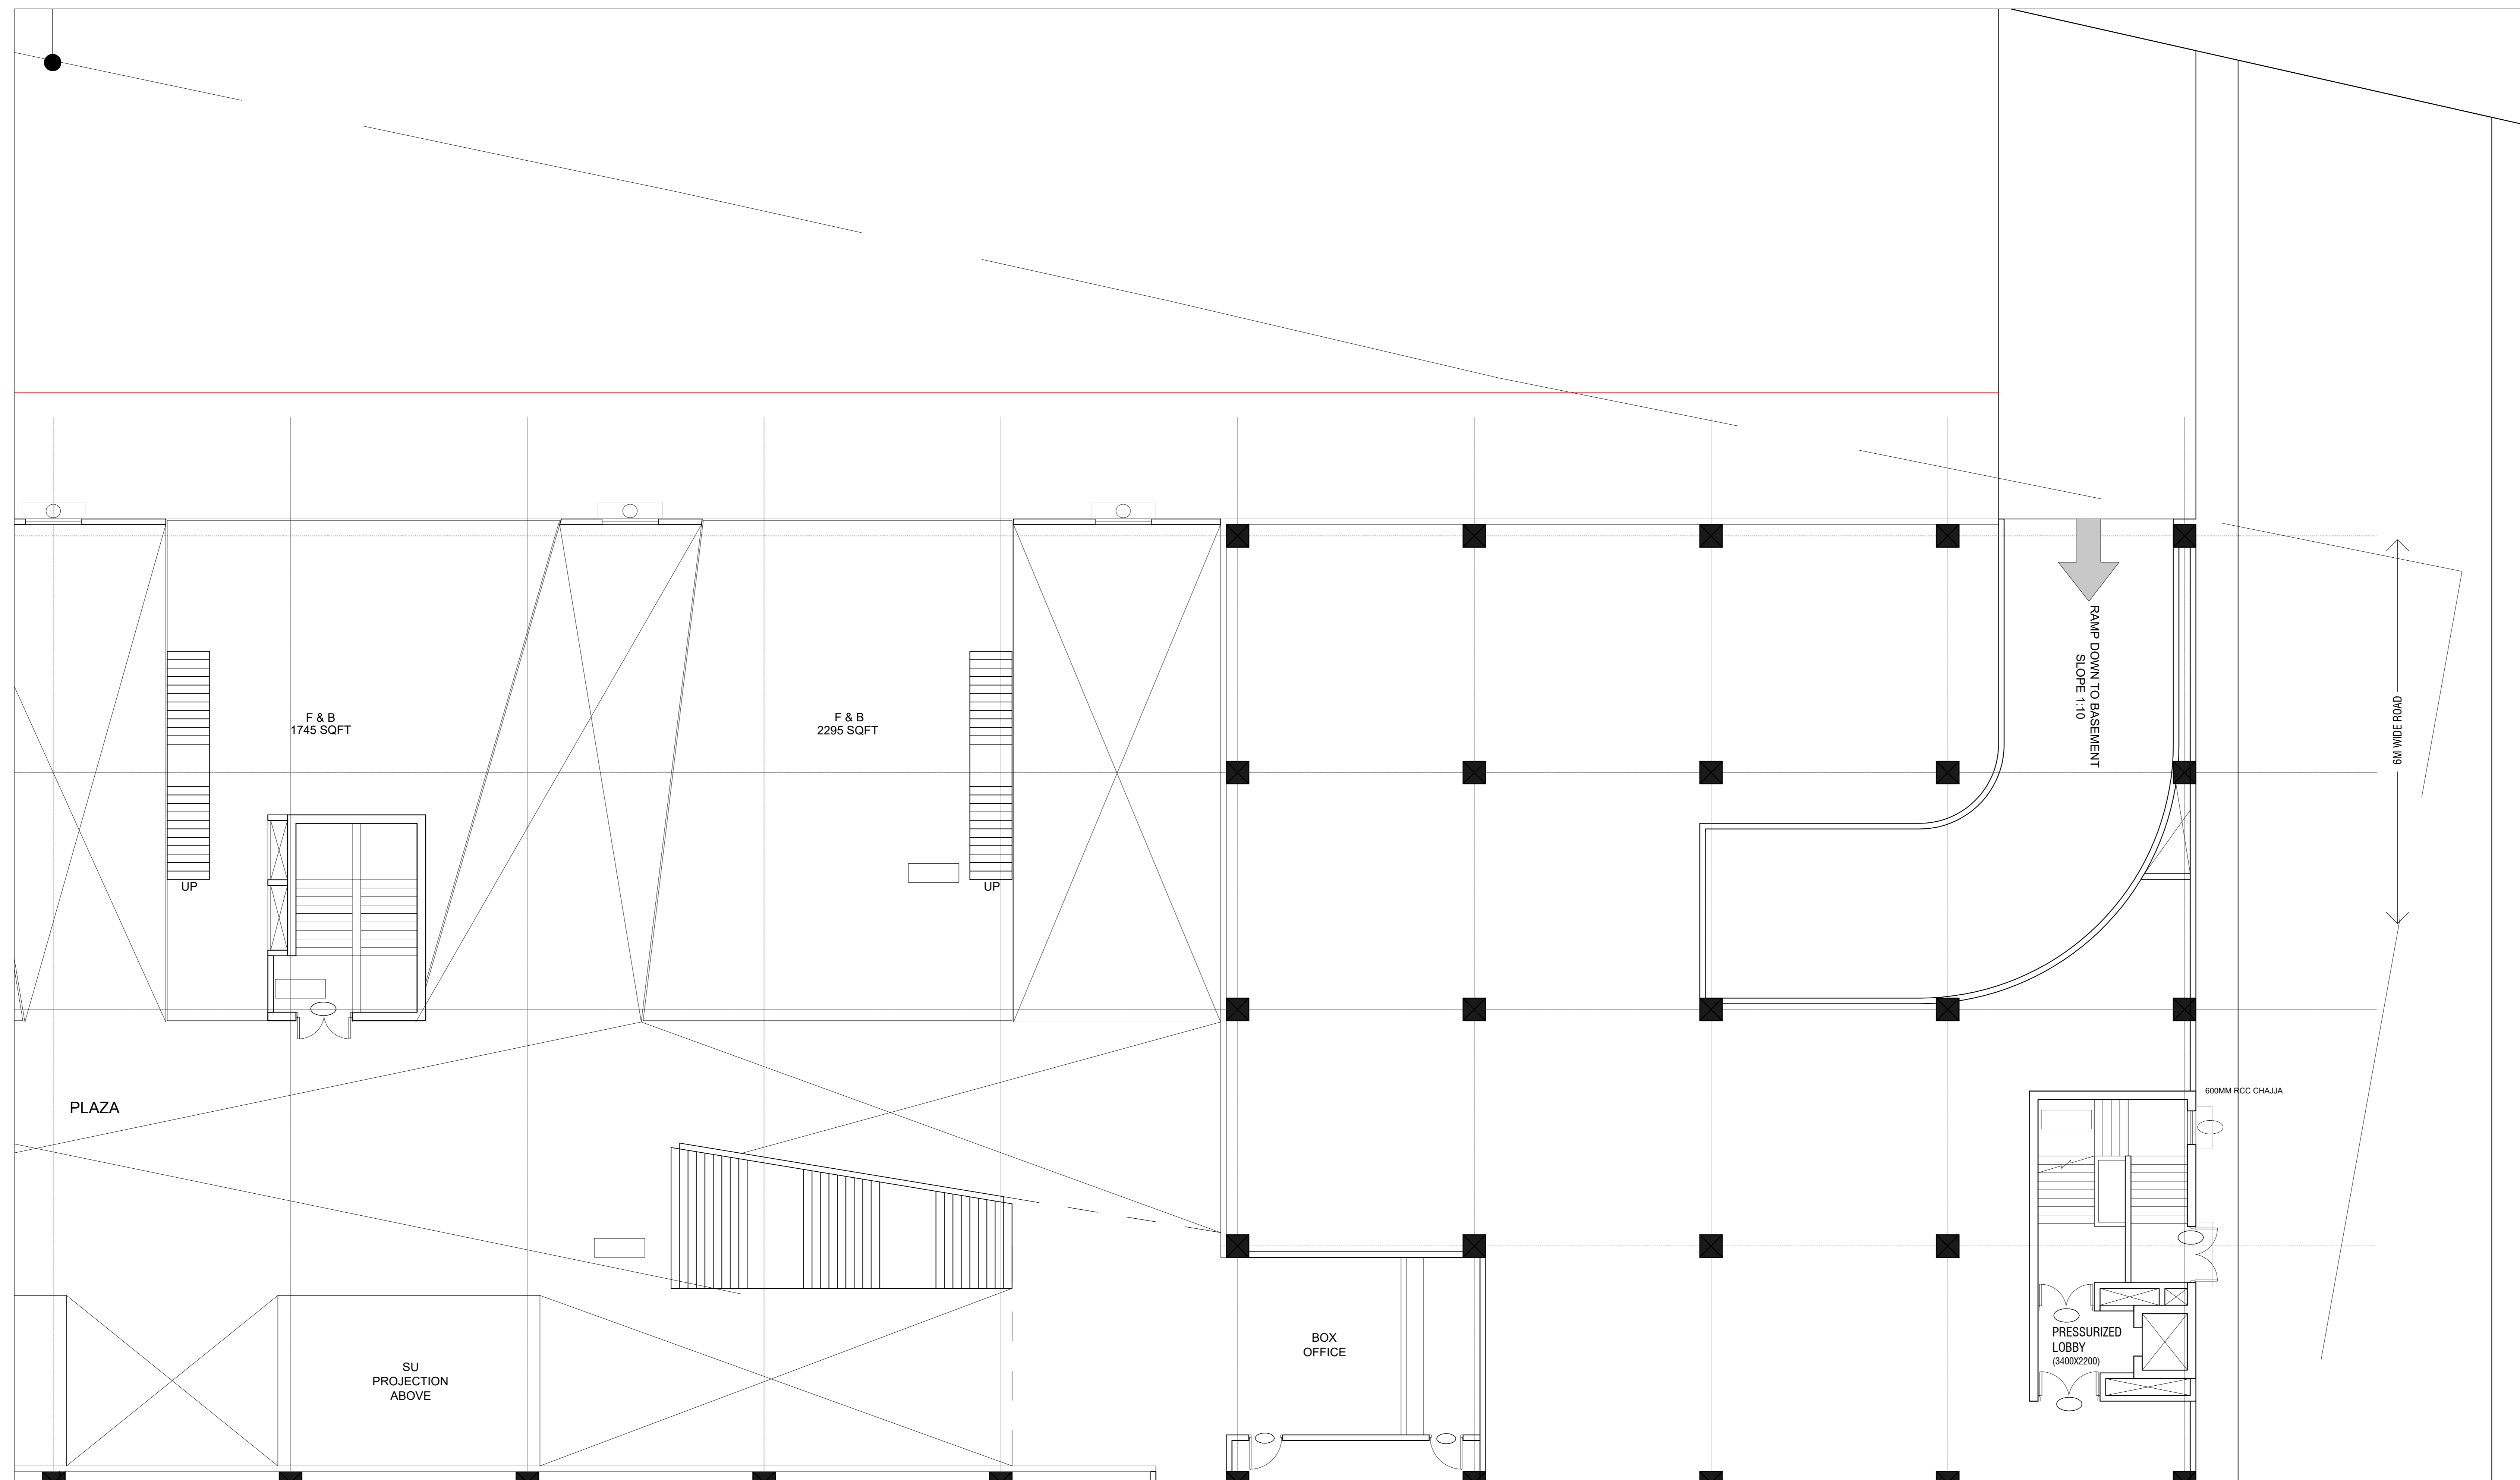 F & B
1745 SQFT
F & B
2295 SQFT
RAMP DOWN TO BASEMENT
SLOPE 1:10
6M WIDE ROAD
UP
UP
PLAZA
600MM RCC CHAJJA
BOX
OFFICE
PRESSURIZED
LOBBY
(3400X2200)
SU
PROJECTION
ABOVE